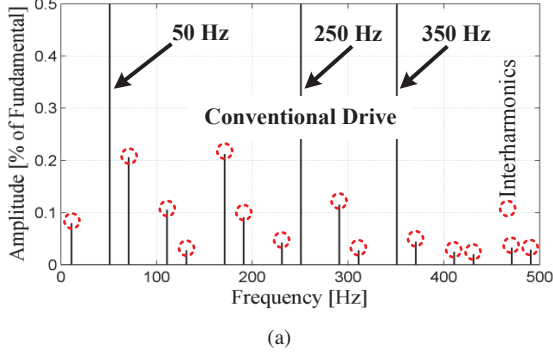 0.5
0.4
0.3
0.2
0.1
0
Amplitude [% of Fundamental]
50 Hz
250 Hz
350 Hz
Conventional Drive
Interharmonics
0 100 200 300 400 500
Frequency [Hz]
(a)